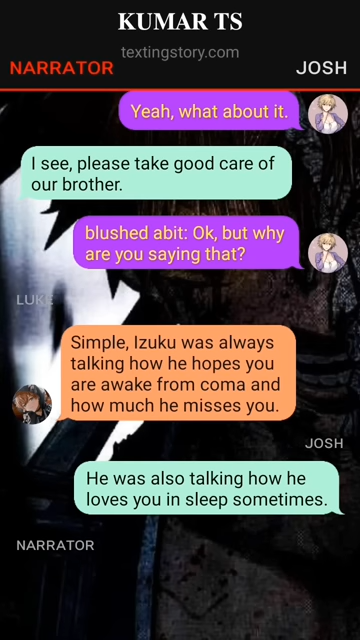 KUMAR TS
textingstory.com
NARRATOR
JOSH
Yeah, what about it.
I see, please take good care of
our brother.
blushed abit: Ok, but why
are you saying that?
LUKE
Simple, Izuku was always
talking how he hopes you
are awake from coma and
how much he misses you.
JOSH
He was also talking how he
loves you in sleep sometimes.
NARRATOR